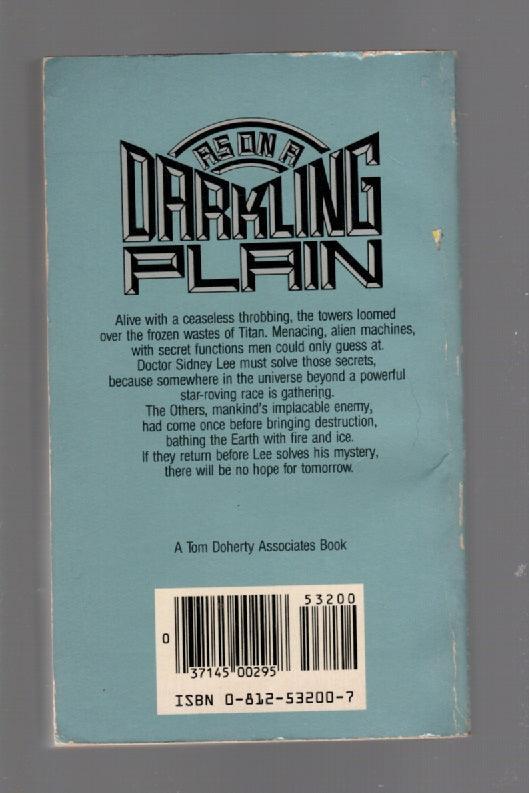 AS ON A
DARKLING
PLAIN
Alive with a ceaseless throbbing, the towers loomed
over the frozen wastes of Titan. Menacing, alien machines,
with secret functions men could only guess at.
Doctor Sidney Lee must solve those secrets,
because somewhere in the universe beyond a powerful
star-roving race is gathering.
The Others, mankind's implacable enemy,
had come once before bringing destruction,
bathing the Earth with fire and ice.
If they return before Lee solves his mystery,
there will be no hope for tomorrow.
A Tom Doherty Associates Book
53200
0
37145 00295
ISBN 0-812-53200-7